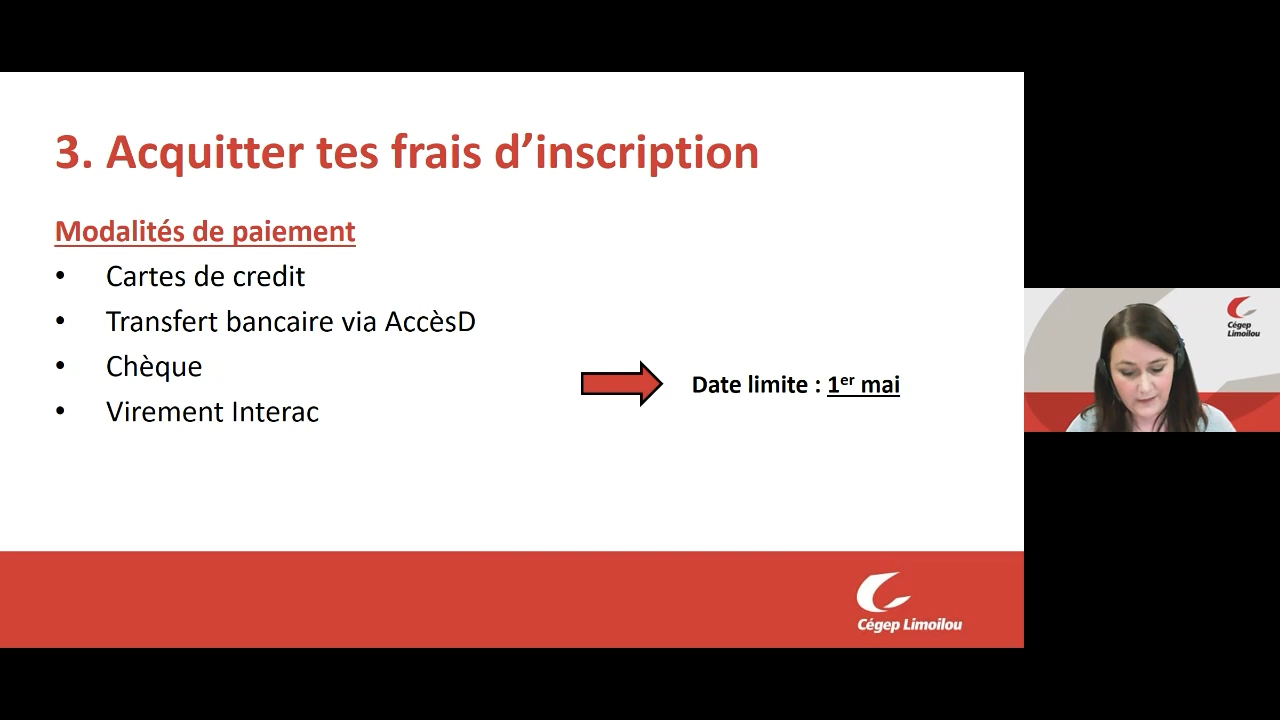 3. Acquitter tes frais d’inscription
Modalités de paiement
• Cartes de credit
• Transfert bancaire via AccèsD
• Chèque
• Virement Interac
Date limite : 1er mai
Cégep Limoilou
Cégep
Limoilou